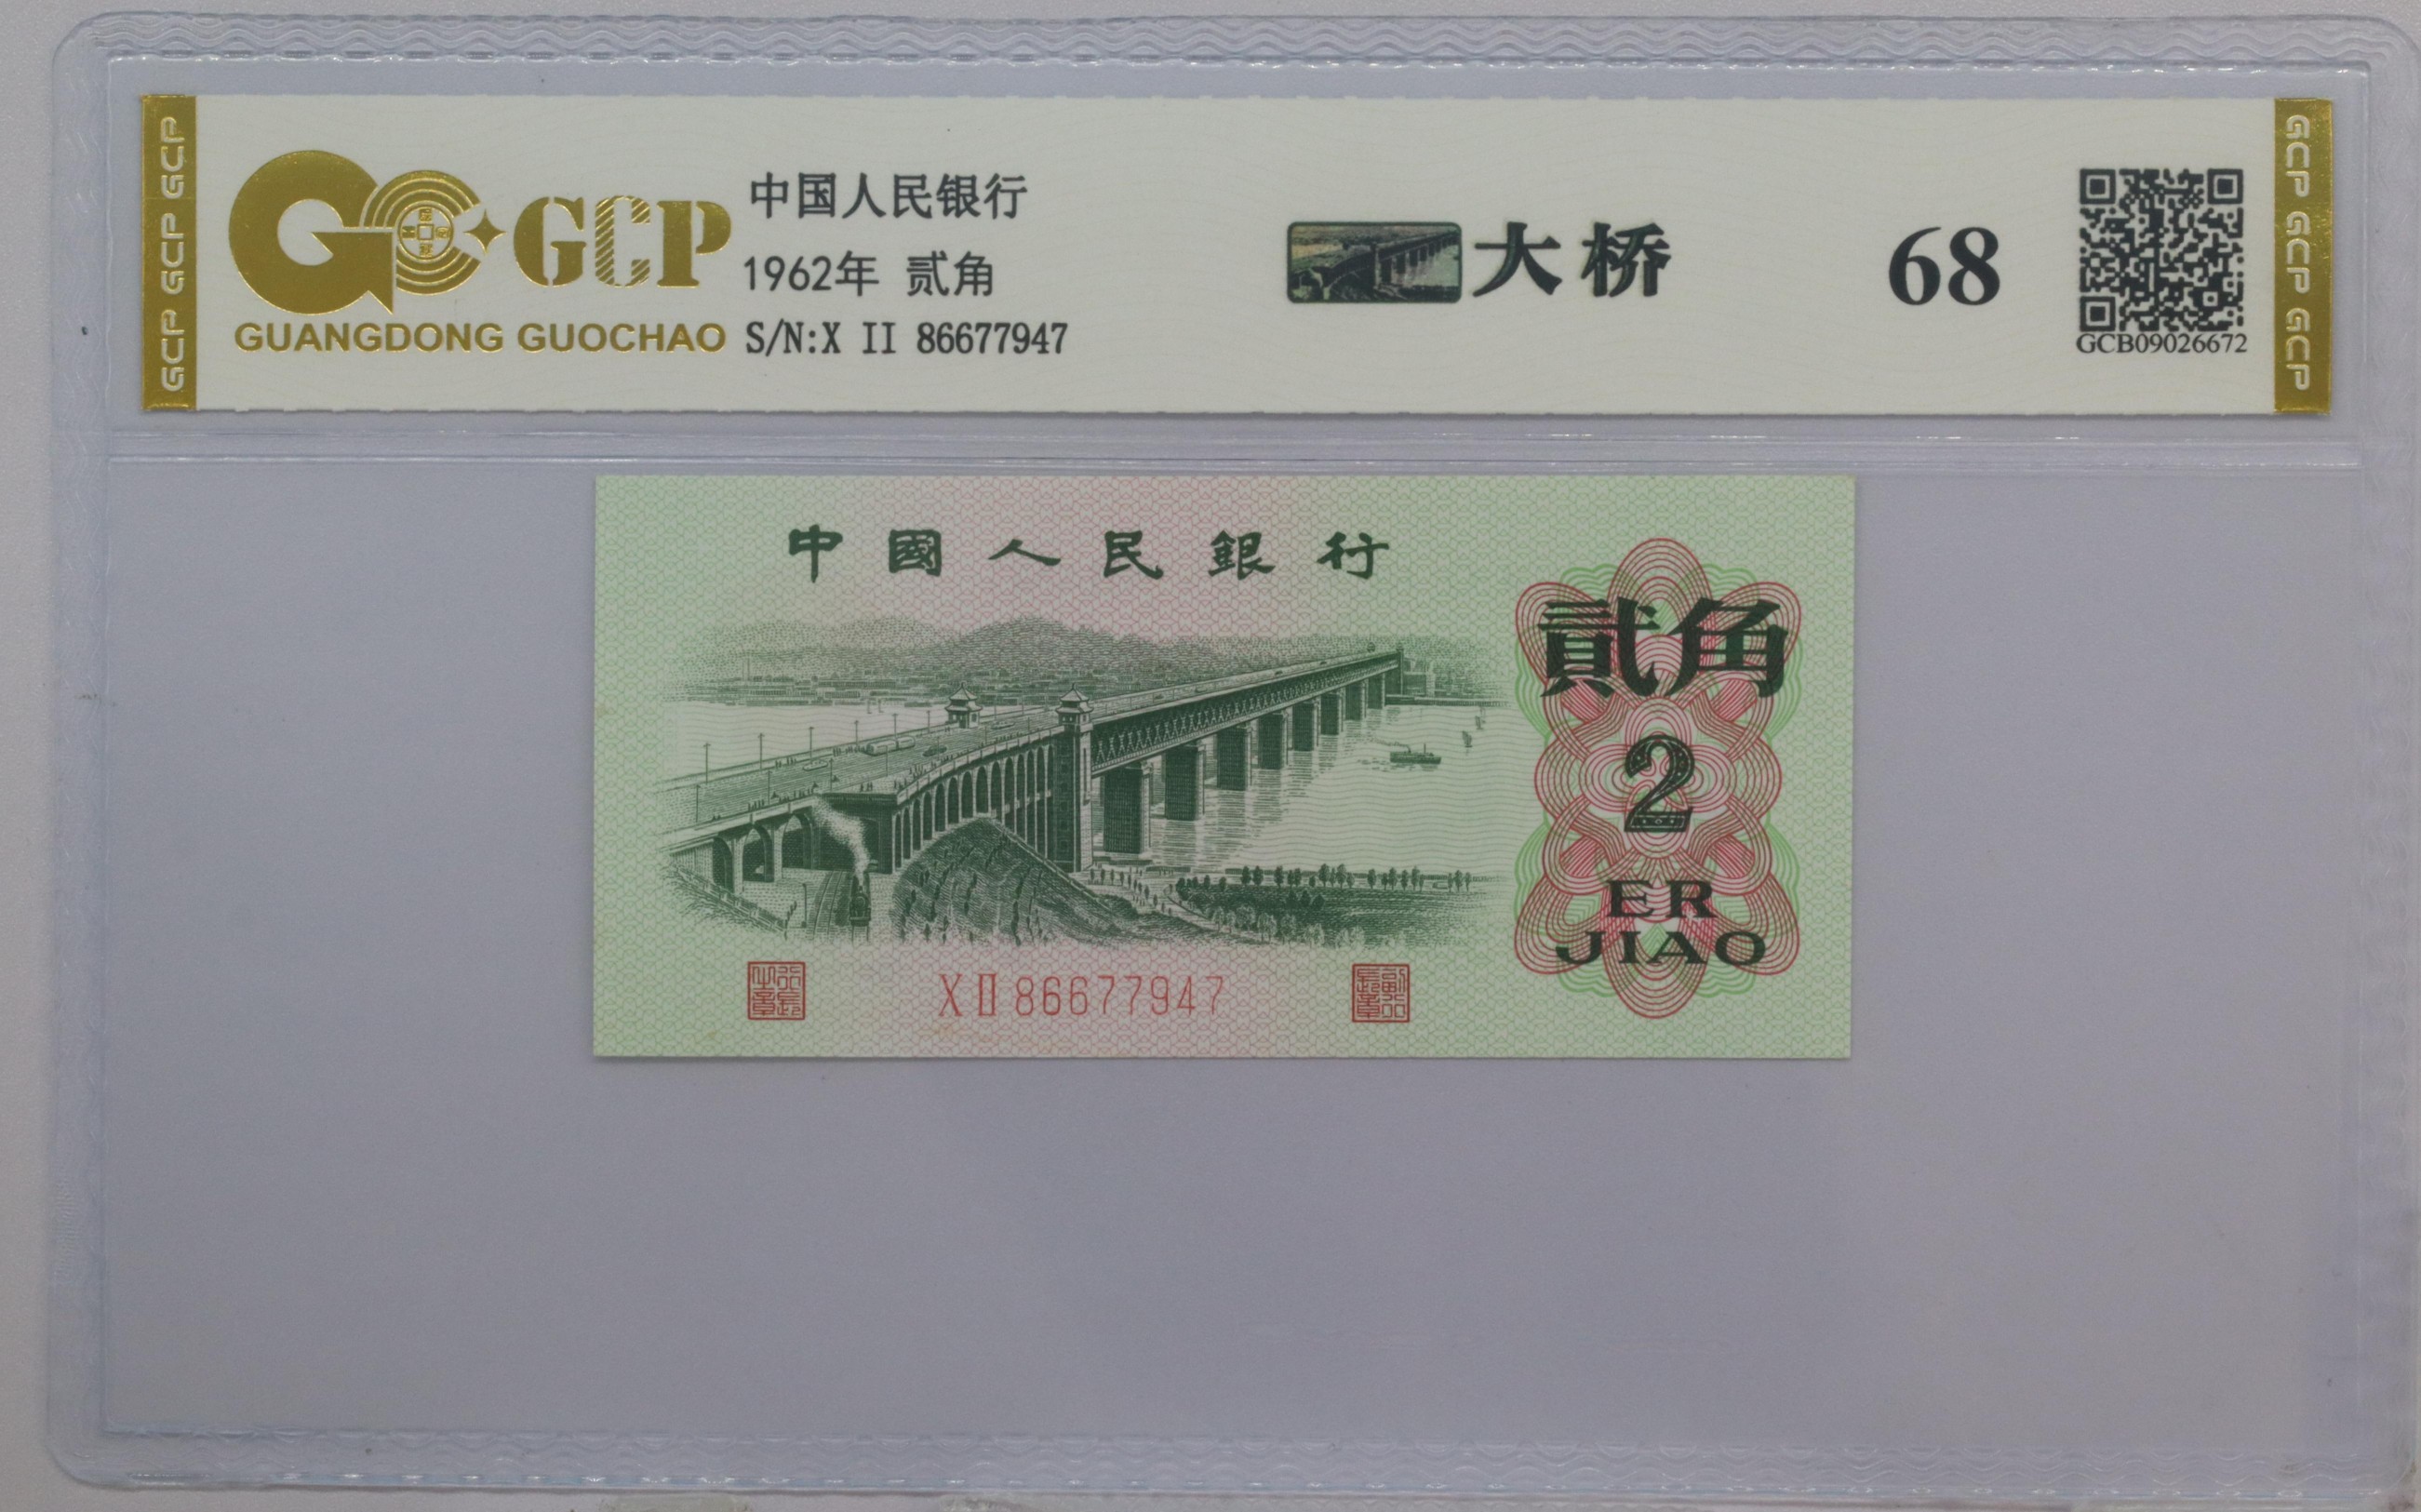 GCP GCP GCP
GCP
GUANGDONG GUOCHAO
中国人民银行
1962年 贰角
S/N:X II 86677947
大桥
68
GCB09026672
GCP GCP GCP
中國人民銀行
貳角
2
ER
JIAO
X II 86677947